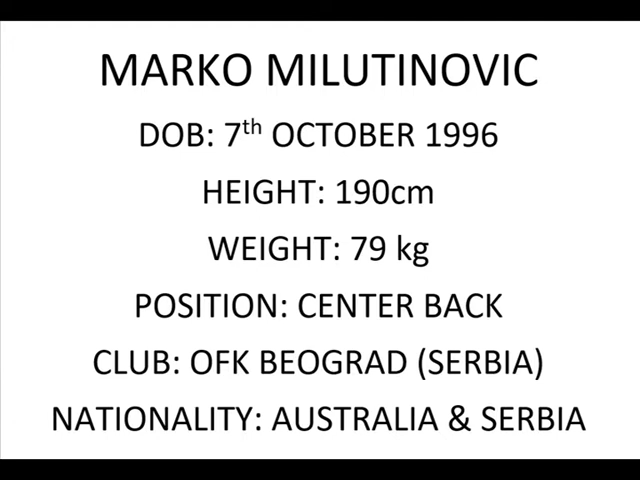 MARKO MILUTINOVIC
DOB: 7th OCTOBER 1996
HEIGHT: 190cm
WEIGHT: 79 kg
POSITION: CENTER BACK
CLUB: OFK BEOGRAD (SERBIA)
NATIONALITY: AUSTRALIA & SERBIA